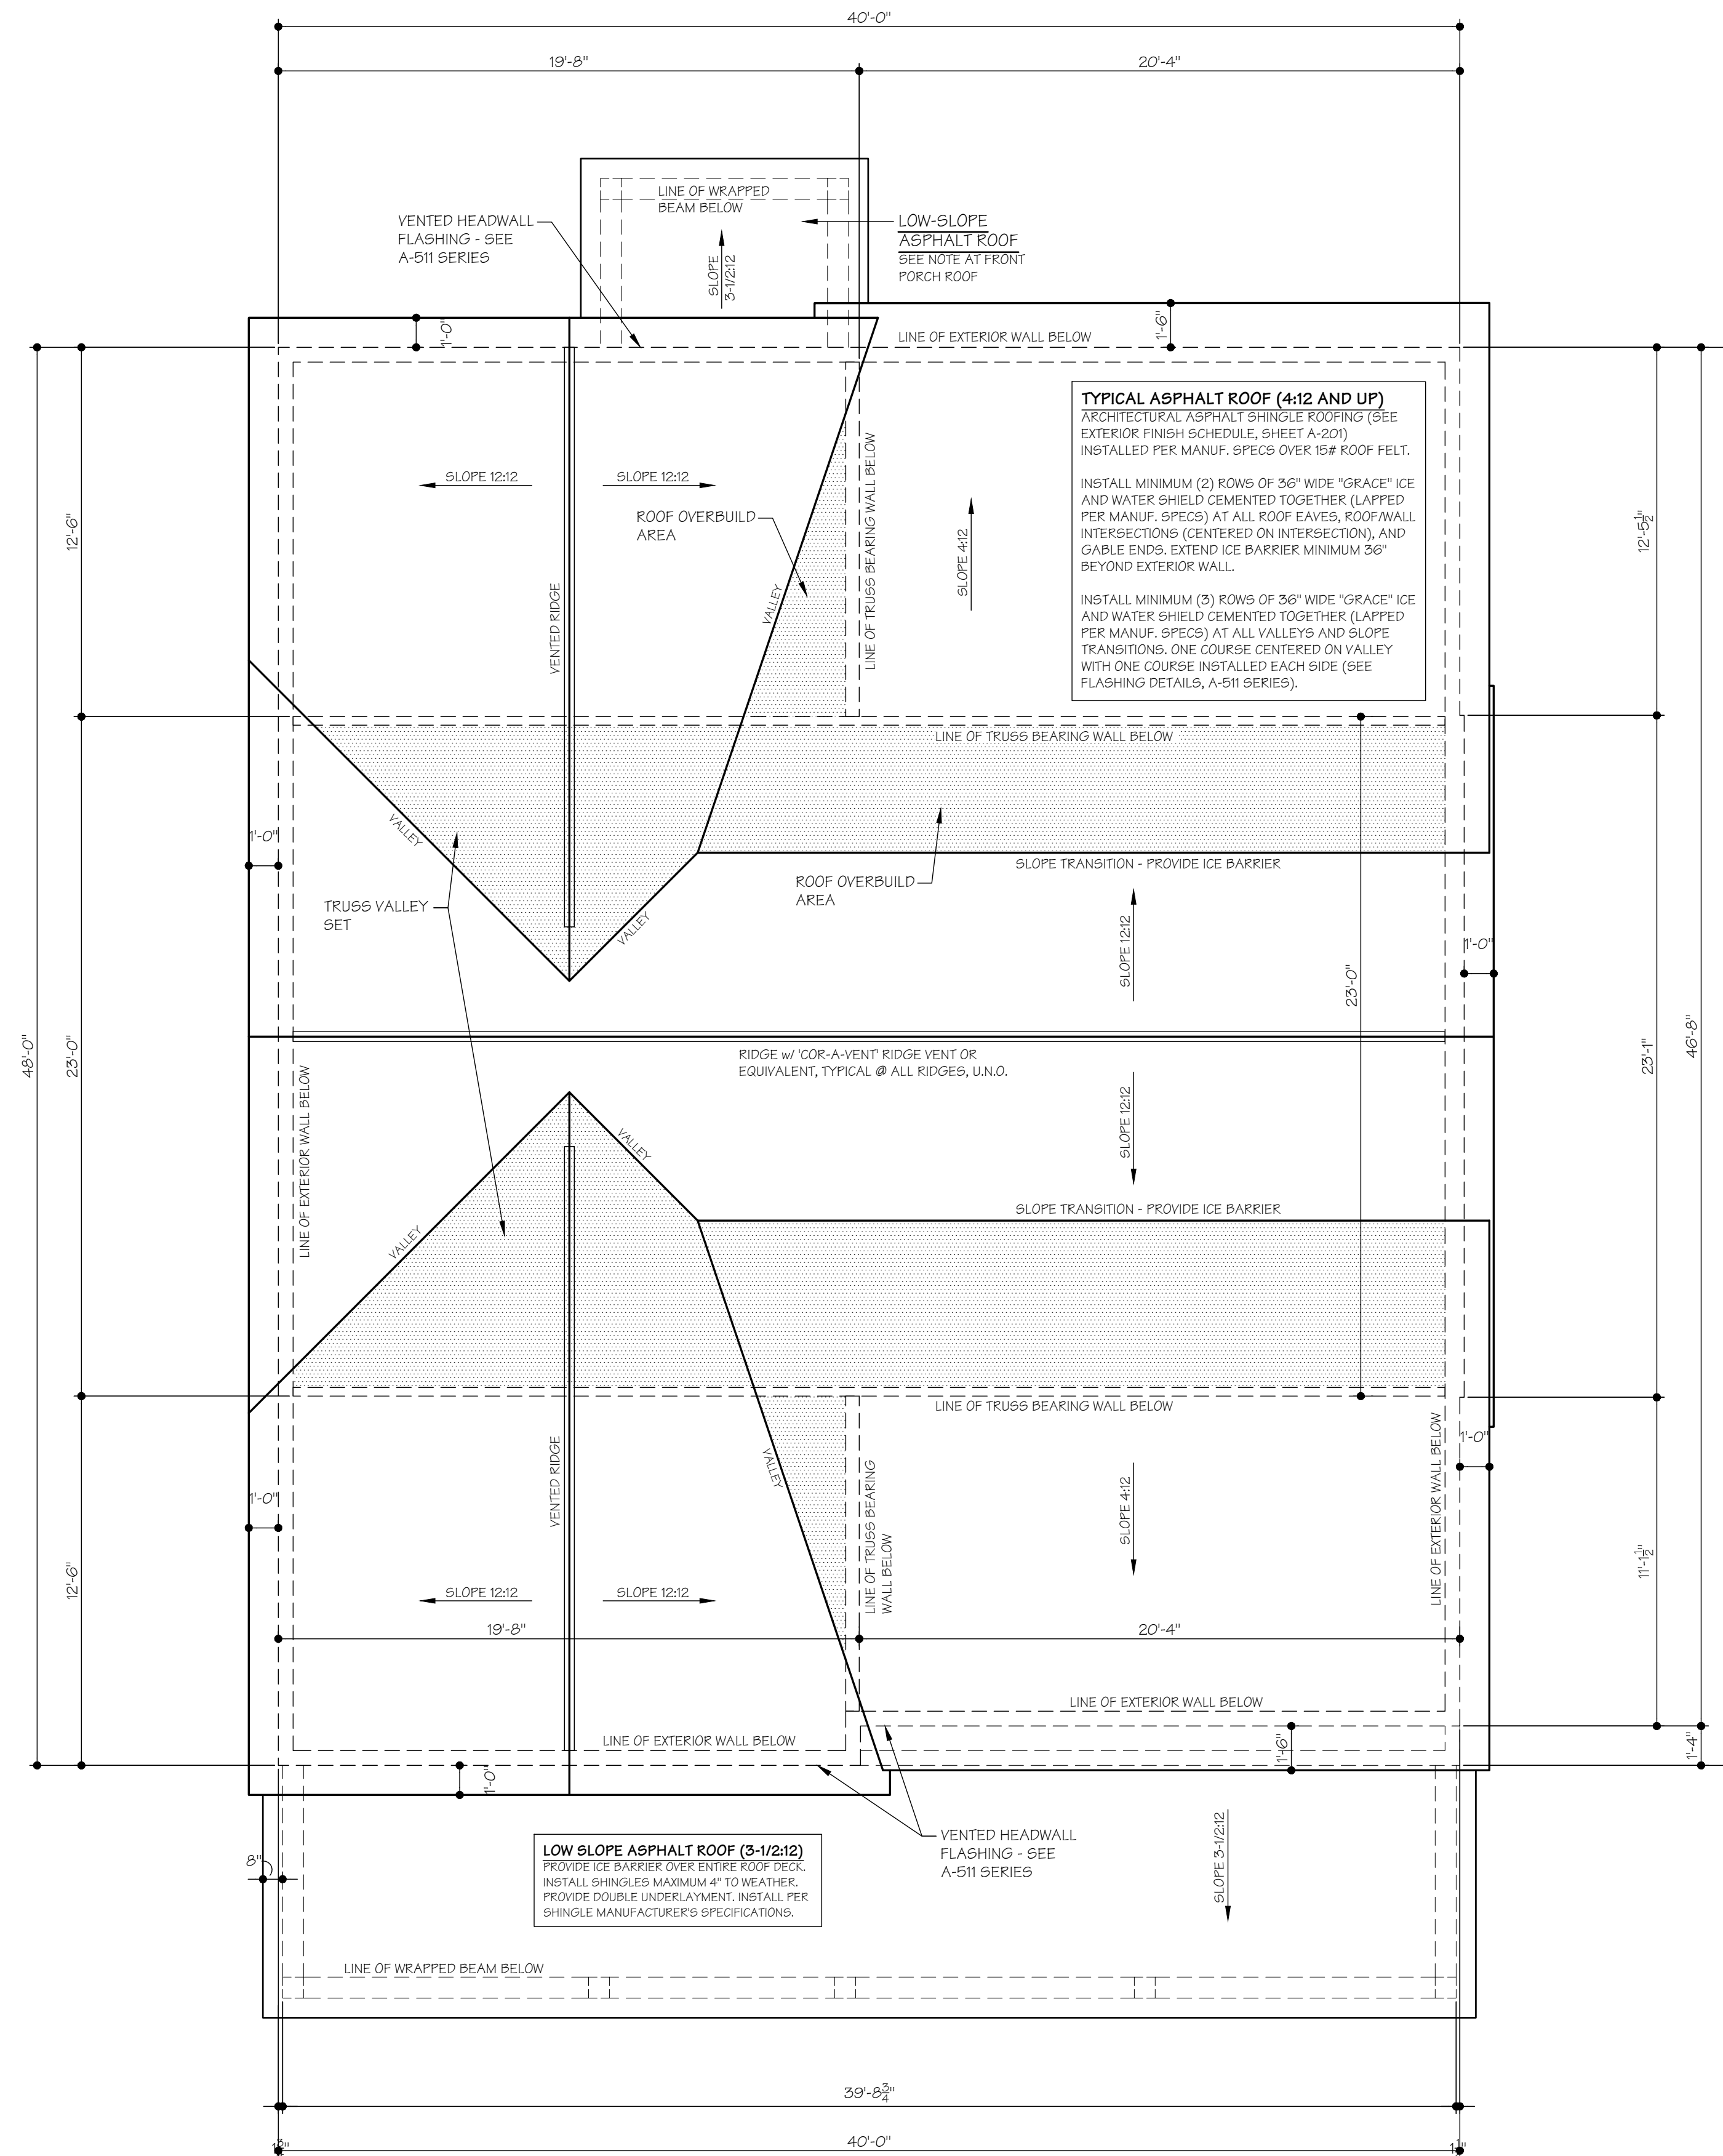 40'-0"
19'-8"
20'-4"
LINE OF WRAPPED
BEAM BELOW
VENTED HEADWALL
FLASHING - SEE
A-511 SERIES
LOW-SLOPE
ASPHALT ROOF
SEE NOTE AT FRONT
PORCH ROOF
SLOPE
3-1/2:12
1'-0"
1'-6"
LINE OF EXTERIOR WALL BELOW
TYPICAL ASPHALT ROOF (4:12 AND UP)
ARCHITECTURAL ASPHALT SHINGLE ROOFING (SEE
EXTERIOR FINISH SCHEDULE, SHEET A-201)
INSTALLED PER MANUF. SPECS OVER 15# ROOF FELT.
INSTALL MINIMUM (2) ROWS OF 36" WIDE "GRACE" ICE
AND WATER SHIELD CEMENTED TOGETHER (LAPPED
PER MANUF. SPECS) AT ALL ROOF EAVES, ROOF/WALL
INTERSECTIONS (CENTERED ON INTERSECTION), AND
GABLE ENDS. EXTEND ICE BARRIER MINIMUM 36"
BEYOND EXTERIOR WALL.
INSTALL MINIMUM (3) ROWS OF 36" WIDE "GRACE" ICE
AND WATER SHIELD CEMENTED TOGETHER (LAPPED
PER MANUF. SPECS) AT ALL VALLEYS AND SLOPE
TRANSITIONS. ONE COURSE CENTERED ON VALLEY
WITH ONE COURSE INSTALLED EACH SIDE (SEE
FLASHING DETAILS, A-511 SERIES).
SLOPE 12:12
SLOPE 12:12
ROOF OVERBUILD
AREA
VENTED RIDGE
VALLEY
LINE OF TRUSS BEARING WALL BELOW
SLOPE 4:12
12'-6"
12'-5 1/2"
LINE OF TRUSS BEARING WALL BELOW
VALLEY
1'-0"
SLOPE TRANSITION - PROVIDE ICE BARRIER
ROOF OVERBUILD
AREA
TRUSS VALLEY
SET
VALLEY
SLOPE 12:12
1'-0"
23'-0"
48'-0"
23'-0"
23'-1"
46'-8"
RIDGE w/ 'COR-A-VENT' RIDGE VENT OR
EQUIVALENT, TYPICAL @ ALL RIDGES, U.N.O.
LINE OF EXTERIOR WALL BELOW
SLOPE 12:12
VALLEY
VALLEY
SLOPE TRANSITION - PROVIDE ICE BARRIER
LINE OF TRUSS BEARING WALL BELOW
1'-0"
1'-0"
VENTED RIDGE
VALLEY
LINE OF TRUSS BEARING
WALL BELOW
SLOPE 4:12
LINE OF EXTERIOR WALL BELOW
12'-6"
11'-1 1/2"
SLOPE 12:12
SLOPE 12:12
19'-8"
20'-4"
LINE OF EXTERIOR WALL BELOW
LINE OF EXTERIOR WALL BELOW
1'-6"
1'-4"
1'-0"
VENTED HEADWALL
FLASHING - SEE
A-511 SERIES
LOW SLOPE ASPHALT ROOF (3-1/2:12)
PROVIDE ICE BARRIER OVER ENTIRE ROOF DECK.
INSTALL SHINGLES MAXIMUM 4" TO WEATHER.
PROVIDE DOUBLE UNDERLAYMENT. INSTALL PER
SHINGLE MANUFACTURER'S SPECIFICATIONS.
8"
SLOPE 3-1/2:12
LINE OF WRAPPED BEAM BELOW
39'-8 3/4"
40'-0"